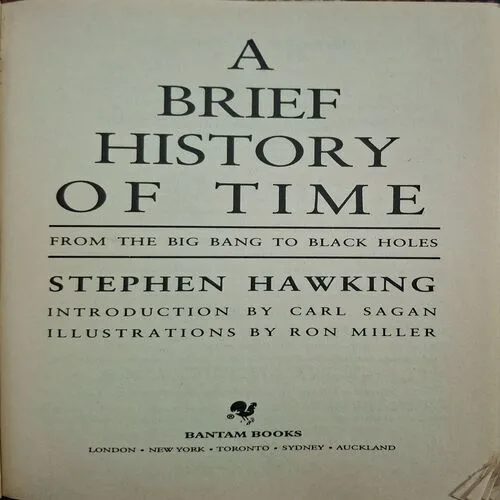 A
BRIEF
HISTORY
OF TIME
FROM THE BIG BANG TO BLACK HOLES
STEPHEN HAWKING
INTRODUCTION BY CARL SAGAN
ILLUSTRATIONS BY RON MILLER
®
BANTAM BOOKS
LONDON • NEW YORK • TORONTO • SYDNEY • AUCKLAND